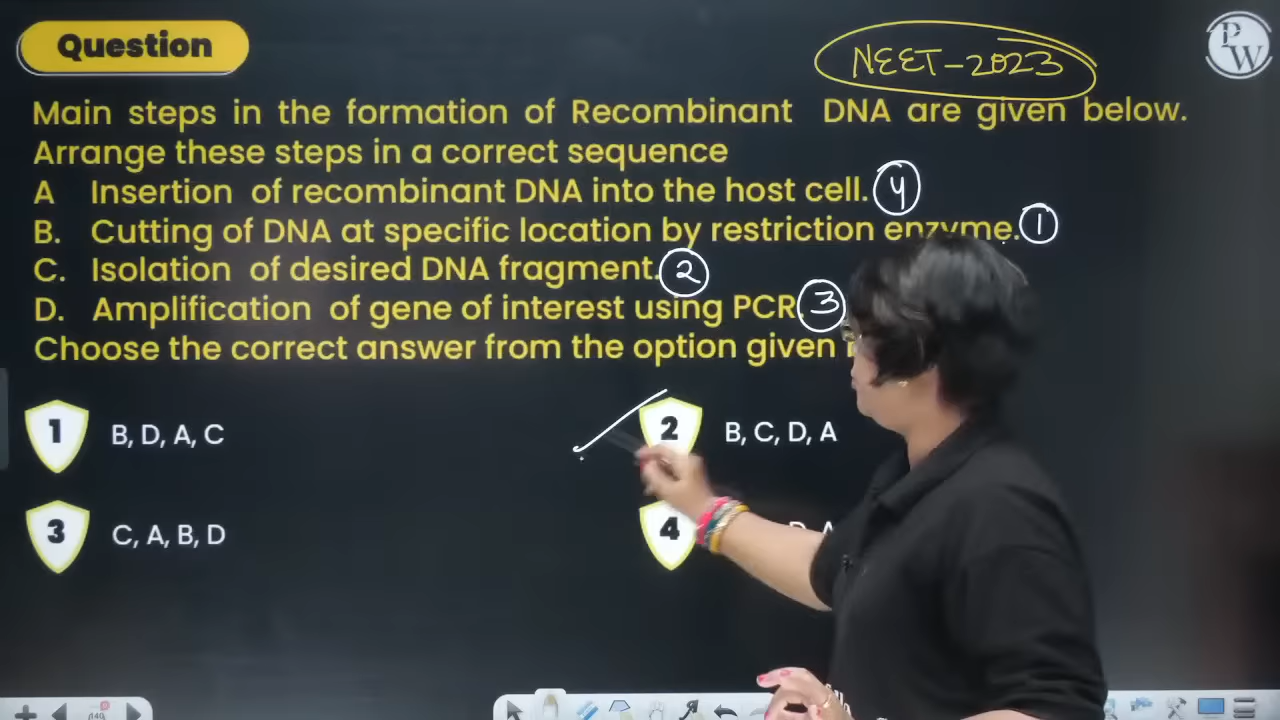 Question
NEET-2023
PW
Main steps in the formation of Recombinant DNA are given below.
Arrange these steps in a correct sequence
A Insertion of recombinant DNA into the host cell. 4
B. Cutting of DNA at specific location by restriction enzyme. 1
C. Isolation of desired DNA fragment. 2
D. Amplification of gene of interest using PCR. 3
Choose the correct answer from the option given
1 B, D, A, C
2 B, C, D, A
3 C, A, B, D
4